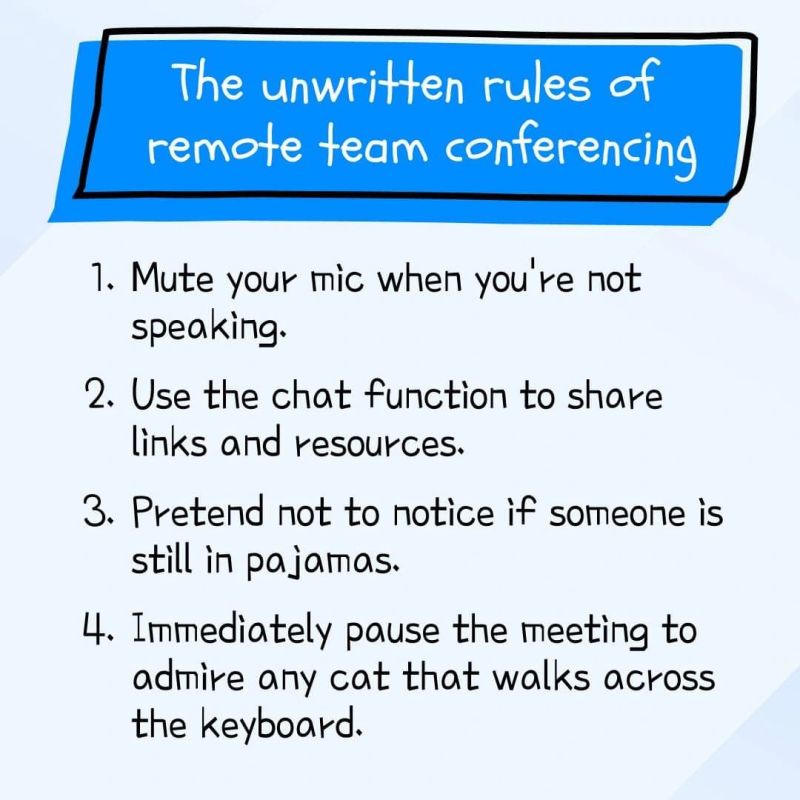 The unwritten rules of
remote team conferencing
1. Mute your mic when you're not
speaking.
2. Use the chat function to share
links and resources.
3. Pretend not to notice if someone is
still in pajamas.
4. Immediately pause the meeting to
admire any cat that walks across
the keyboard.